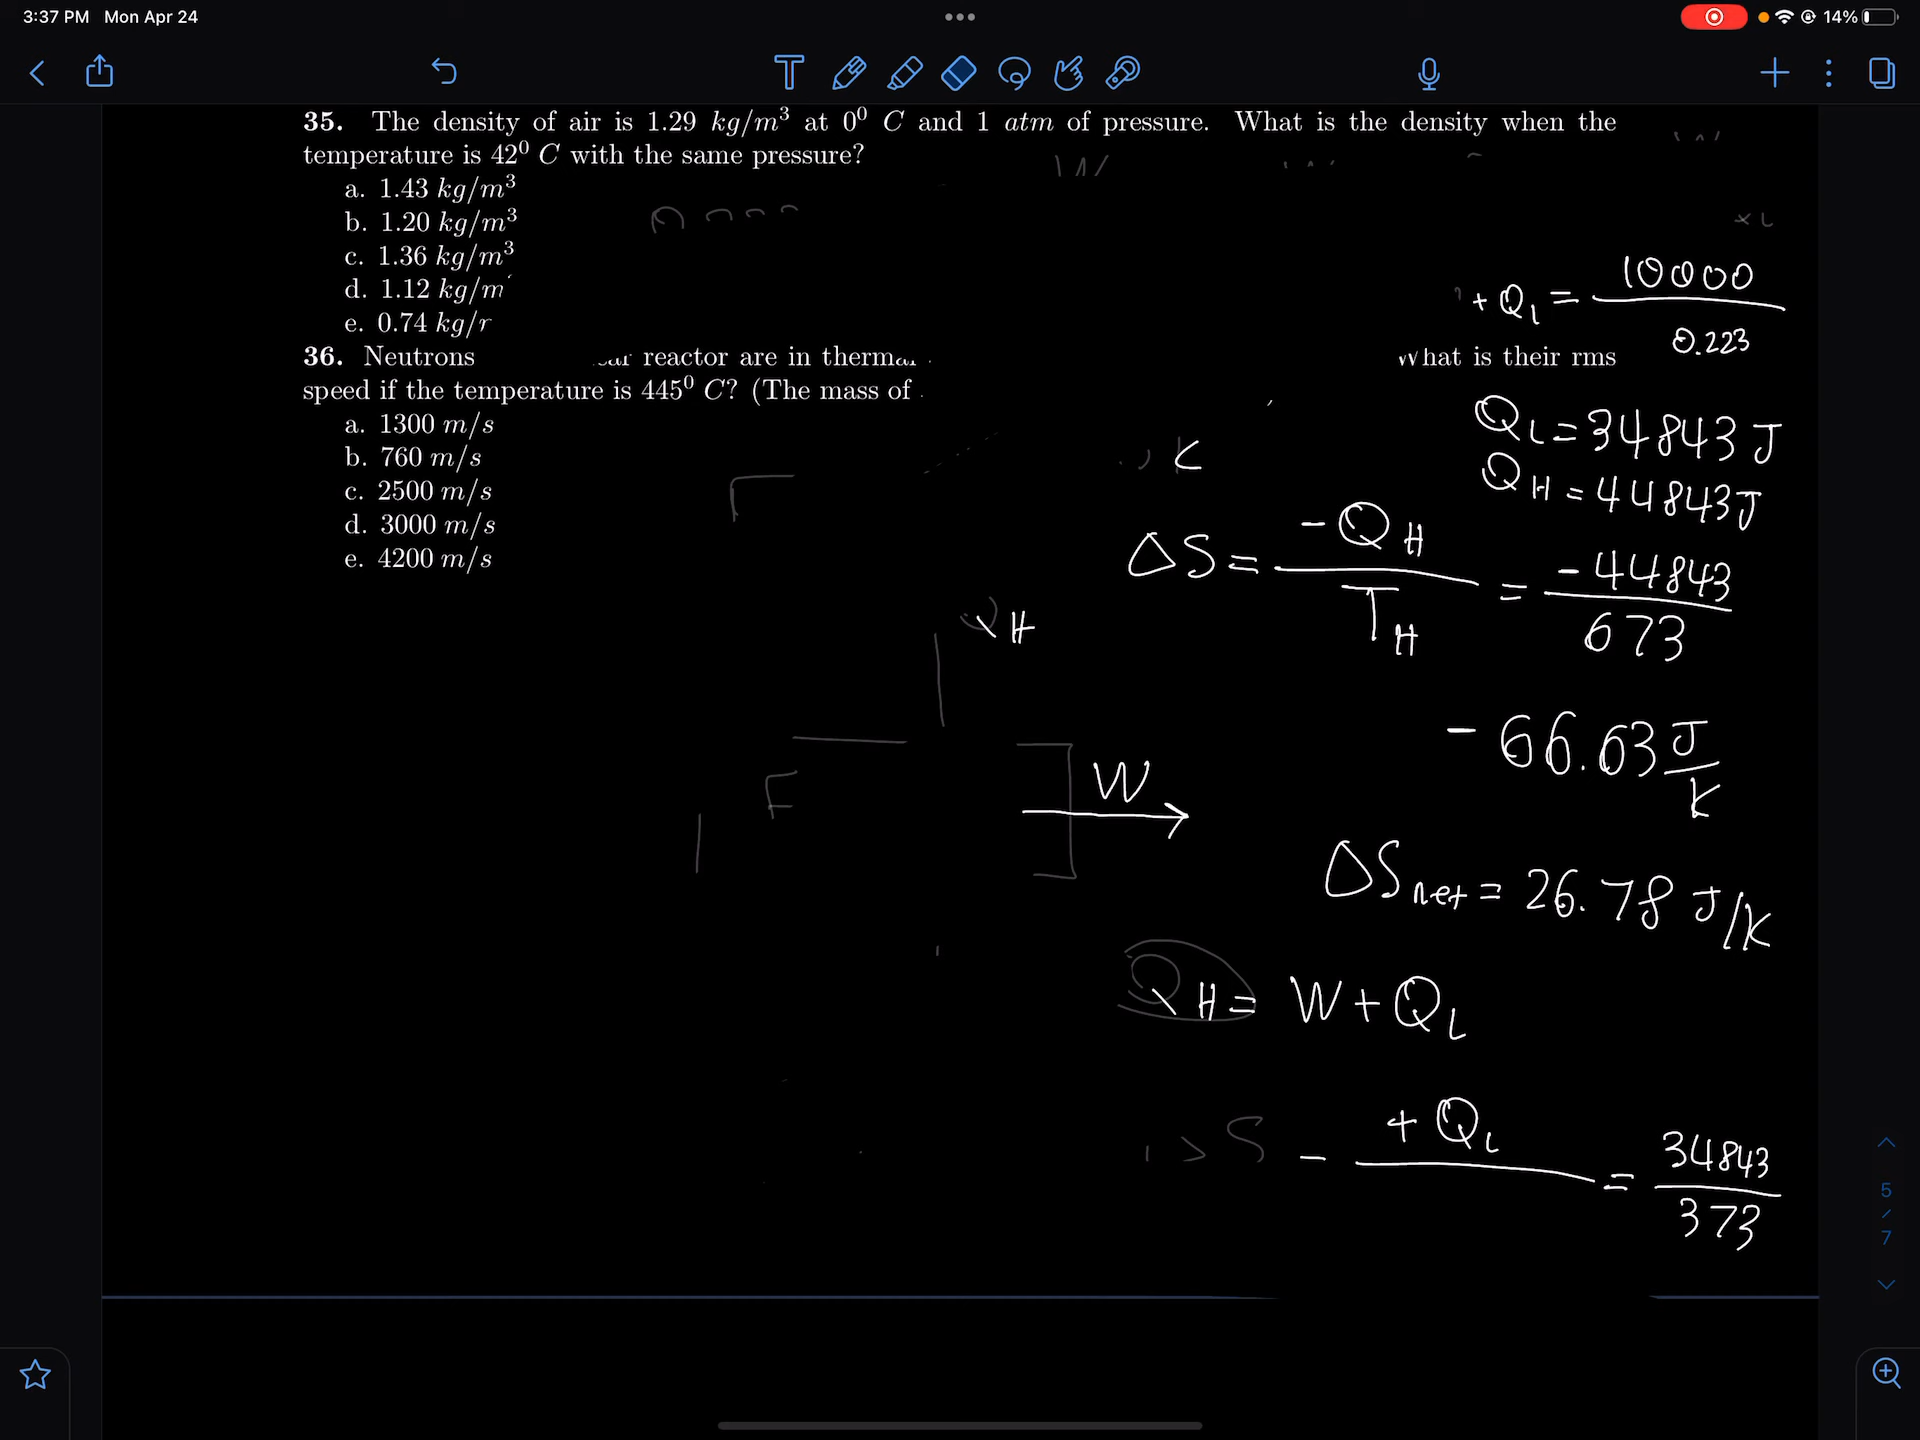 3:37 PM Mon Apr 24
14%
35. The density of air is 1.29 kg/m³ at 0⁰ C and 1 atm of pressure. What is the density when the
temperature is 42⁰ C with the same pressure?
a. 1.43 kg/m³
b. 1.20 kg/m³
c. 1.36 kg/m³
d. 1.12 kg/m
e. 0.74 kg/
36. Neutrons reactor are in thermal What is their rms
speed if the temperature is 445⁰ C? (The mass of
a. 1300 m/s
b. 760 m/s
c. 2500 m/s
d. 3000 m/s
e. 4200 m/s
+ Q_L = 10000 / 0.223
Q_L = 34843 J
Q_H = 44843 J
K
ΔS = -Q_H / T_H = -44843 / 673
H
- 66.63 J/K
W
ΔS_net = 26.78 J/K
Q_H = W + Q_L
S - + Q_L = 34843 / 373
5
/
7